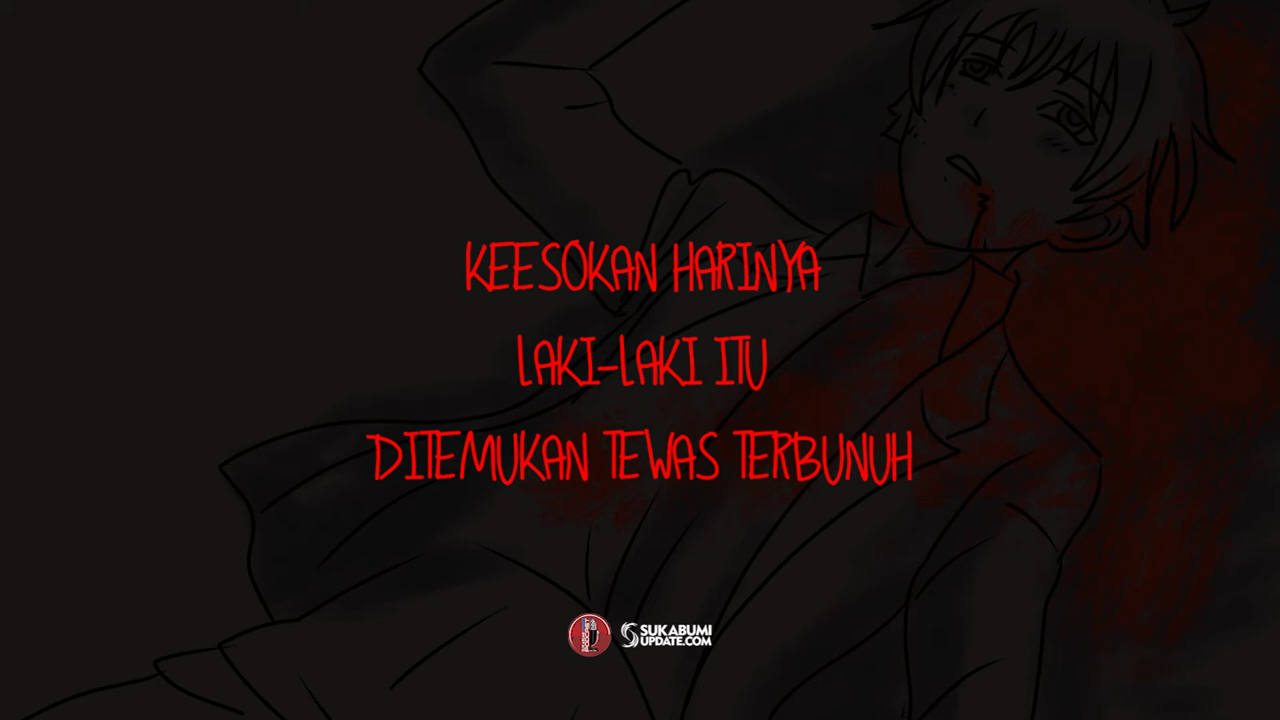 KEESOKAN HARINYA
LAKI-LAKI ITU
DITEMUKAN TEWAS TERBUNUH
SUKABUMI
UPDATE.COM